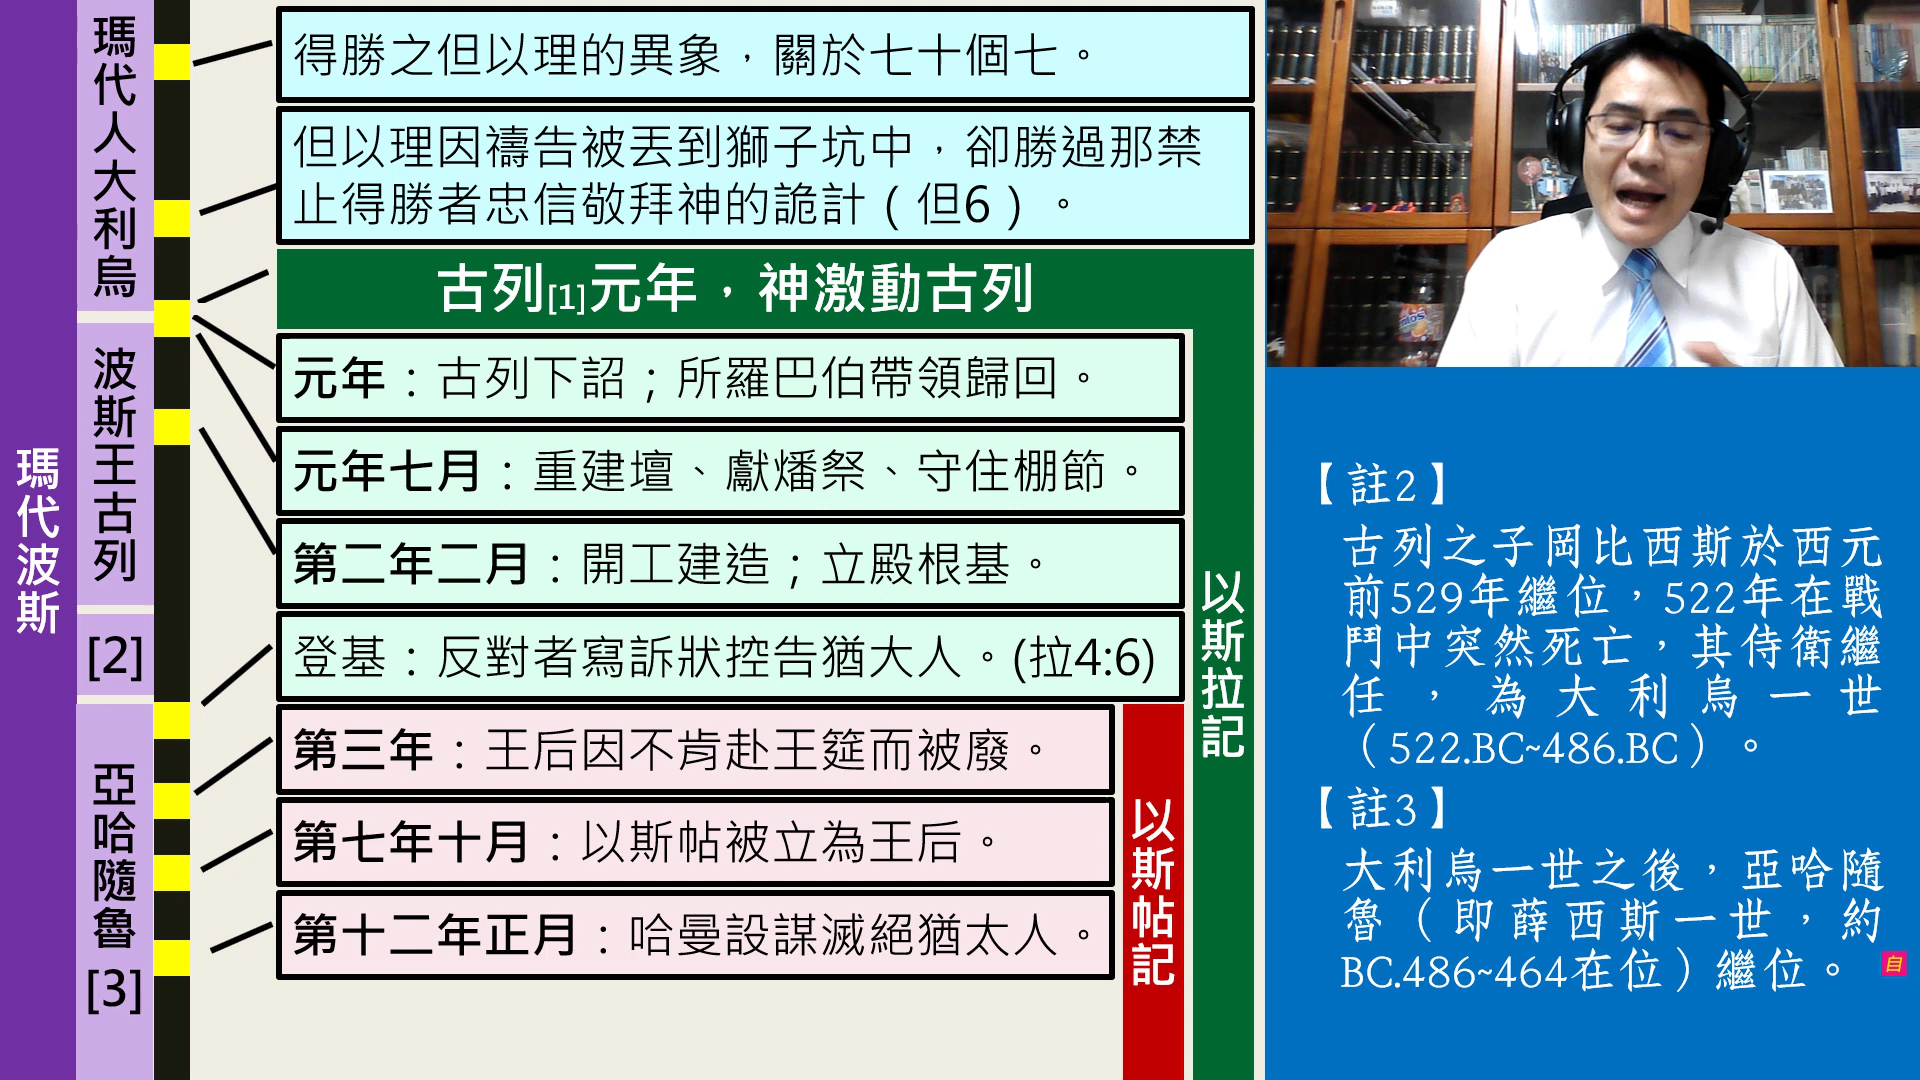 瑪代波斯
瑪代人大利烏
波斯王古列
[2]
亞哈隨魯
[3]
得勝之但以理的異象，關於七十個七。
但以理因禱告被丟到獅子坑中，卻勝過那禁
止得勝者忠信敬拜神的詭計（但6）。
古列[1]元年，神激動古列
元年：古列下詔；所羅巴伯帶領歸回。
元年七月：重建壇、獻燔祭、守住棚節。
第二年二月：開工建造；立殿根基。
登基：反對者寫訴狀控告猶大人。(拉4:6)
第三年：王后因不肯赴王筵而被廢。
第七年十月：以斯帖被立為王后。
第十二年正月：哈曼設謀滅絕猶太人。
以斯帖記
以斯拉記
【註2】
古列之子岡比西斯於西元
前529年繼位，522年在戰
鬥中突然死亡，其侍衛繼
任，為大利烏一世
（522.BC~486.BC）。
【註3】
大利烏一世之後，亞哈隨
魯（即薛西斯一世，約
BC.486~464在位）繼位。
自